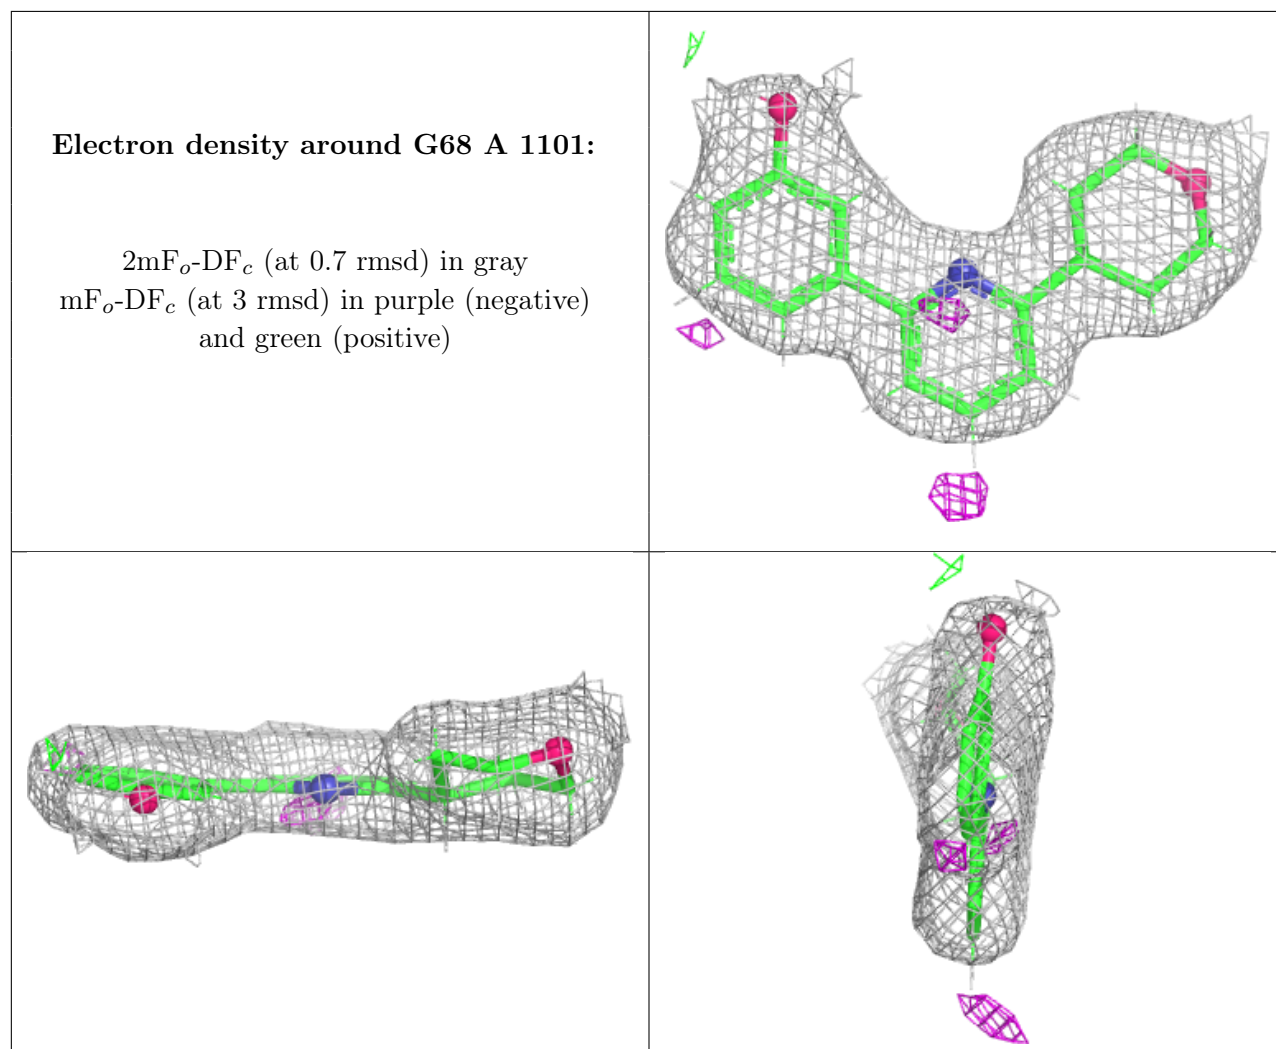 Electron density around G68 A 1101:
2mFo-DFc (at 0.7 rmsd) in gray
mFo-DFc (at 3 rmsd) in purple (negative)
and green (positive)